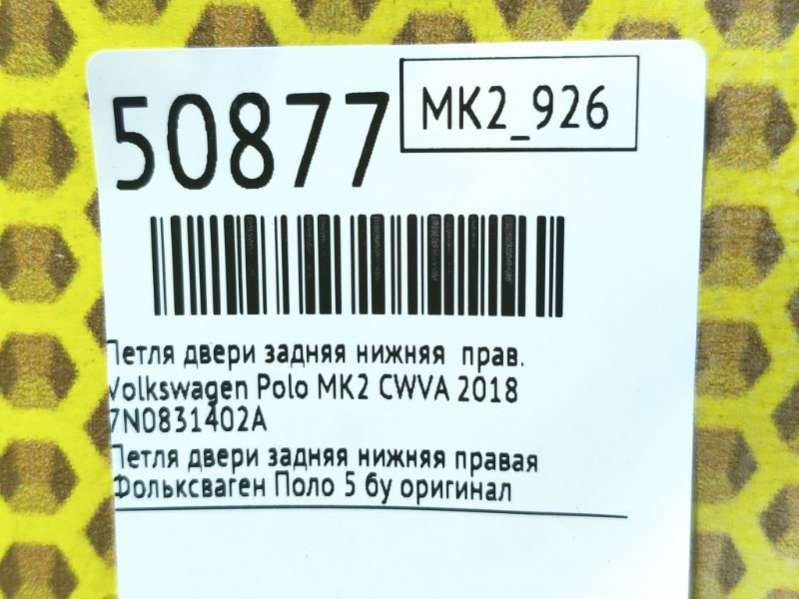 50877
MK2_926
Петля двери задняя нижняя прав.
Volkswagen Polo MK2 CWVA 2018
7N0831402A
Петля двери задняя нижняя правая
Фольксваген Поло 5 бу оригинал